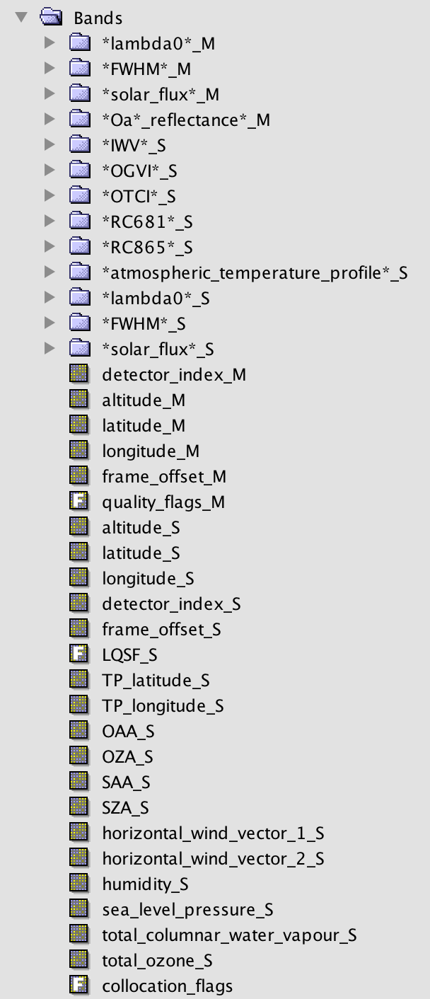 Bands
*lambda0*_M
*FWHM*_M
*solar_flux*_M
*Oa*_reflectance*_M
*IWV*_S
*OGVI*_S
*OTCI*_S
*RC681*_S
*RC865*_S
*atmospheric_temperature_profile*_S
*lambda0*_S
*FWHM*_S
*solar_flux*_S
detector_index_M
altitude_M
latitude_M
longitude_M
frame_offset_M
F quality_flags_M
altitude_S
latitude_S
longitude_S
detector_index_S
frame_offset_S
F LQSF_S
TP_latitude_S
TP_longitude_S
OAA_S
OZA_S
SAA_S
SZA_S
horizontal_wind_vector_1_S
horizontal_wind_vector_2_S
humidity_S
sea_level_pressure_S
total_columnar_water_vapour_S
total_ozone_S
F collocation_flags